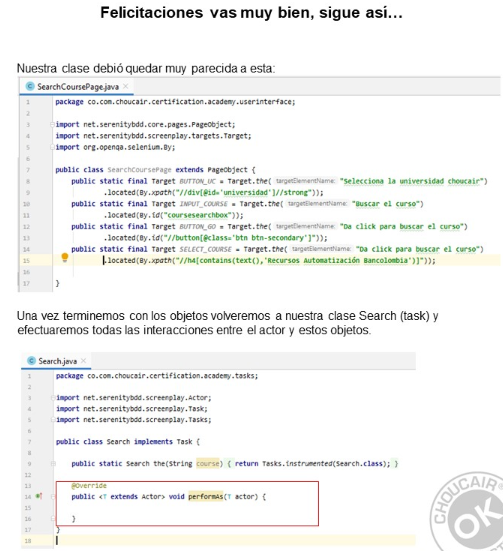 Felicitaciones vas muy bien, sigue así…
Nuestra clase debió quedar muy parecida a esta:
SearchCoursePage.java ×
1 package co.com.choucair.certification.academy.userinterface;
2
3 import net.serenitybdd.core.pages.PageObject;
4 import net.serenitybdd.screenplay.targets.Target;
5 import org.openqa.selenium.By;
6
7 public class SearchCoursePage extends PageObject {
8 public static final Target BUTTON_UC = Target.the( targetElementName: "Selecciona la universidad choucair")
9 .located(By.xpath("//div[@id='universidad']//strong"));
10 public static final Target INPUT_COURSE = Target.the( targetElementName: "Buscar el curso")
11 .located(By.id("coursesearchbox"));
12 public static final Target BUTTON_GO = Target.the( targetElementName: "Da click para buscar el curso")
13 .located(By.id("//button[@class='btn btn-secondary']"));
14 public static final Target SELECT_COURSE = Target.the( targetElementName: "Da click para buscar el curso")
15 .located(By.xpath("//h4[contains(text(),'Recursos Automatización Bancolombia')]"));
16
17 }
Una vez terminemos con los objetos volveremos a nuestra clase Search (task) y
efectuaremos todas las interacciones entre el actor y estos objetos.
Search.java ×
1 package co.com.choucair.certification.academy.tasks;
2
3 import net.serenitybdd.screenplay.Actor;
4 import net.serenitybdd.screenplay.Task;
5 import net.serenitybdd.screenplay.Tasks;
6
7 public class Search implements Task {
8
9 public static Search the(String course) { return Tasks.instrumented(Search.class); }
12
13 @Override
14 public <T extends Actor> void performAs(T actor) {
15
16 }
17 }
18
CHOUCAIR
OK